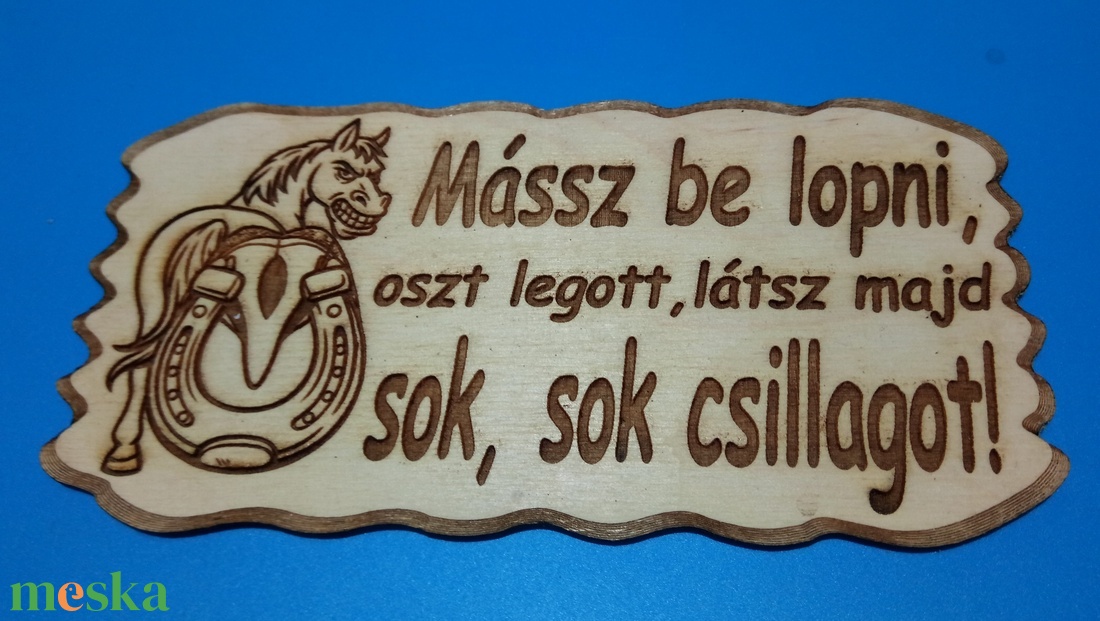 Mássz be lopni,
oszt legott, látsz majd
sok, sok csillagot!
meska